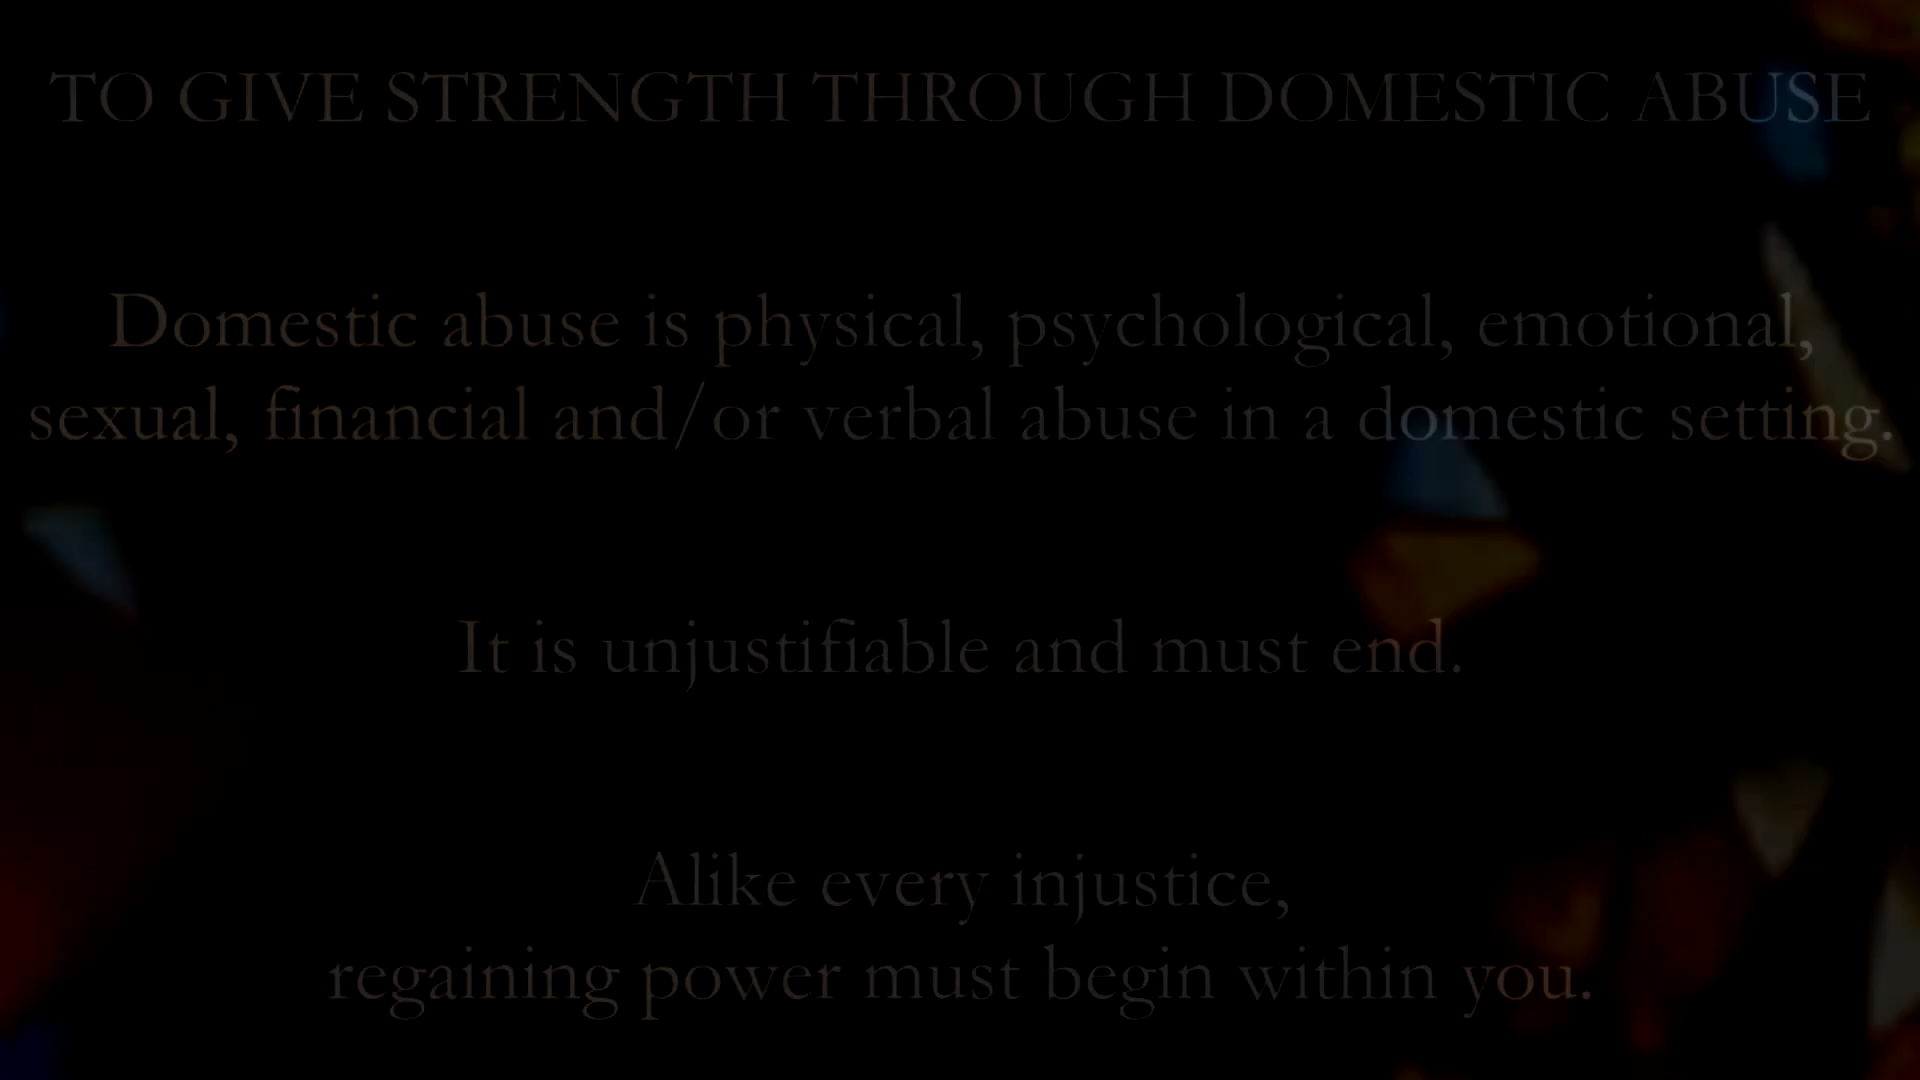 TO GIVE STRENGTH THROUGH DOMESTIC ABUSE
Domestic abuse is physical, psychological, emotional,
sexual, financial and/or verbal abuse in a domestic setting.
It is unjustifiable and must end.
Alike every injustice,
regaining power must begin within you.